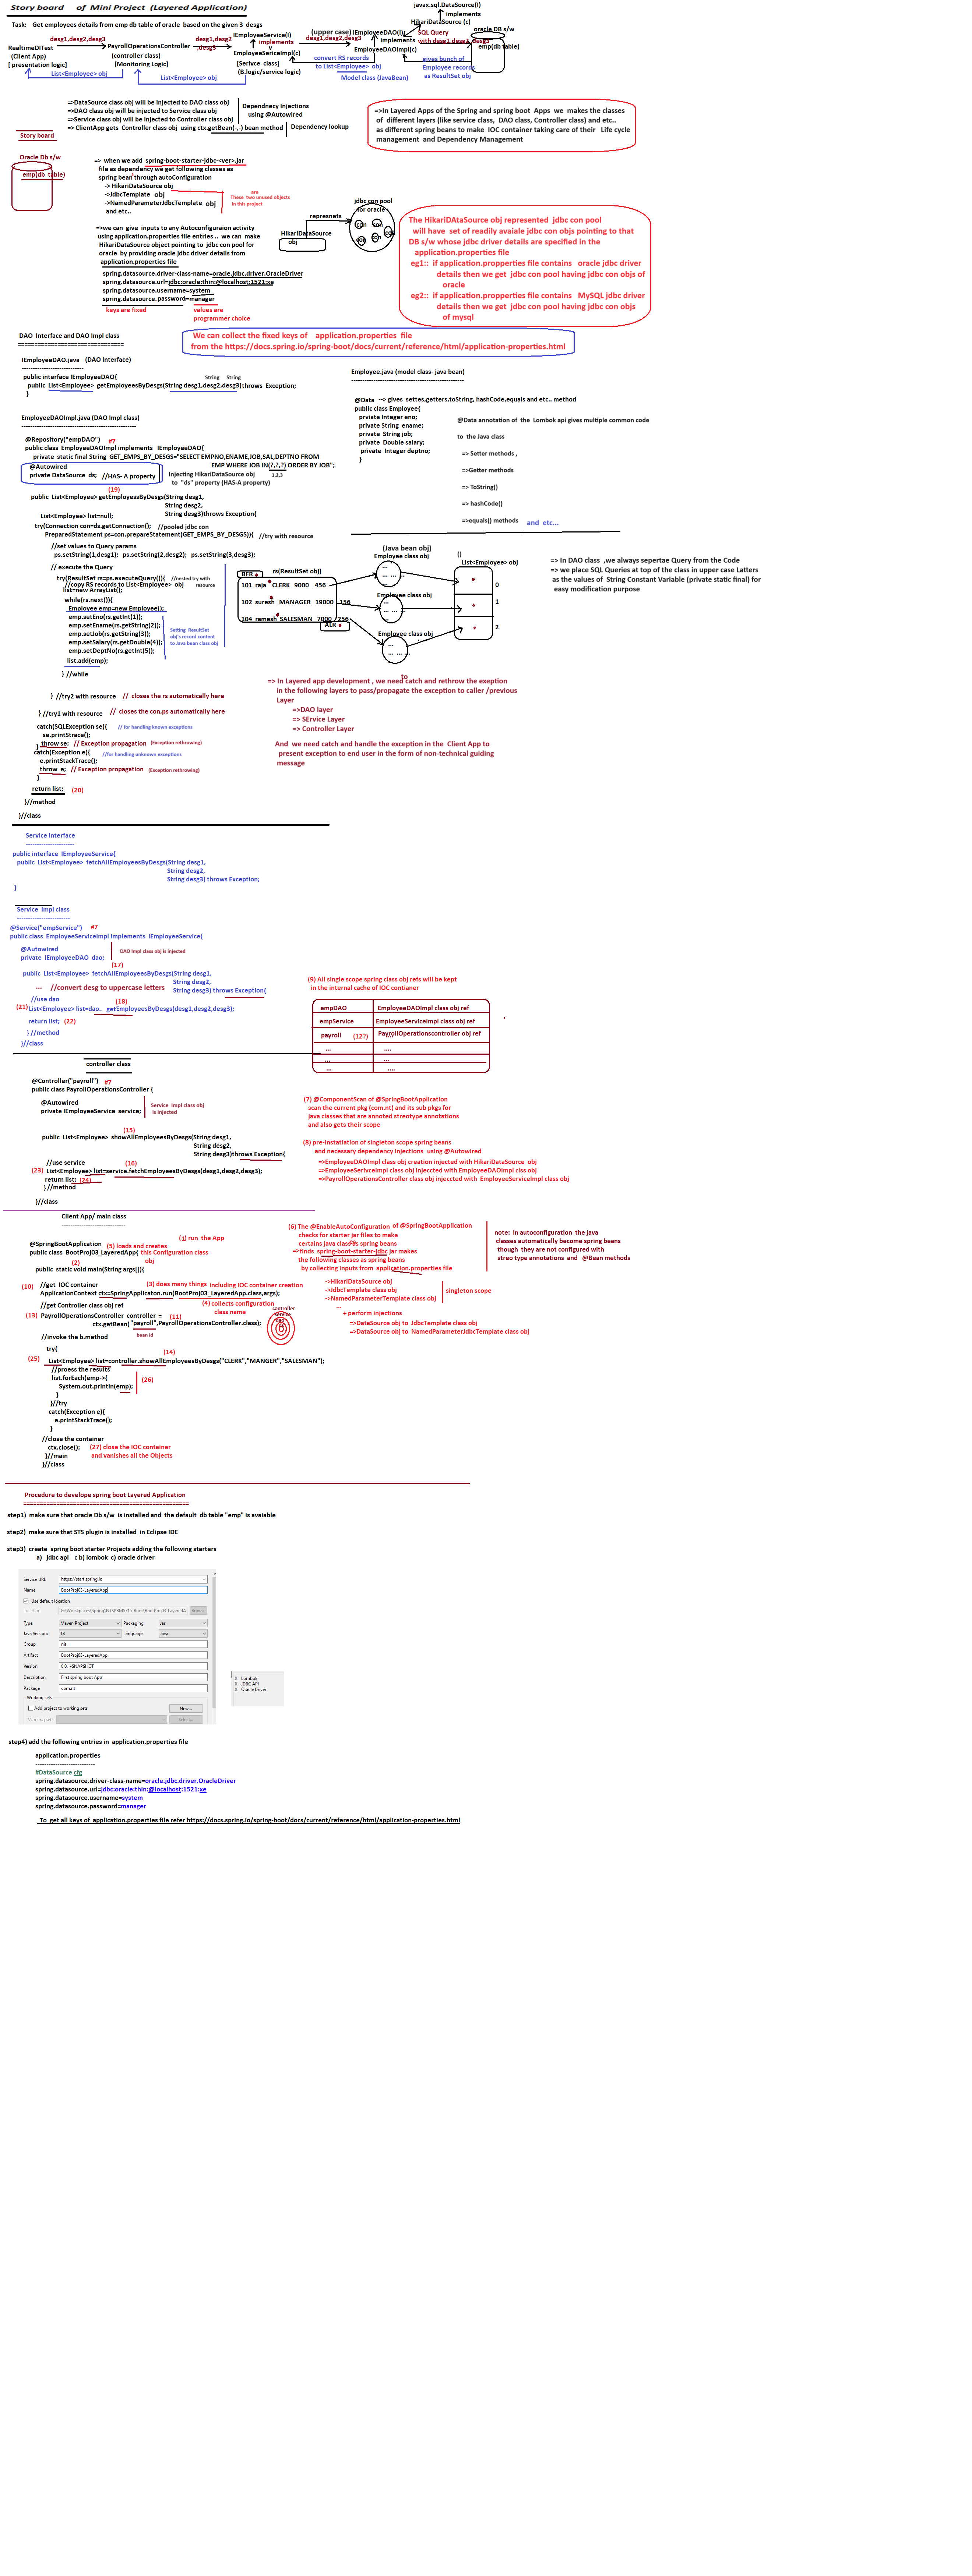 Story board of Mini Project (Layered Application)
Task: Get employees details from emp db table of oracle based on the given 3 desgs
javax.sql.DataSource(I)
implements
HikariDataSource (c)
oracle DB s/w
emp(db table)
RealtimeDITest
(Client App)
[ presentation logic]
desg1,desg2,desg3
PayrollOperationsController
(controller class)
[Monitoring Logic]
desg1,desg2
,desg3
IEmployeeService(I)
implements
EmployeeSericeImpl(c)
[Serivce class]
(B.logic/service logic)
(upper case)
desg1,desg2,desg3
IEmployeeDAO(I)
implements
EmployeeDAOImpl(c)
SQL Query
with desg1,desg2, desg3
gives bunch of
Employee records
as ResultSet obj
convert RS records
to List<Employee> obj
Model class (JavaBean)
List<Employee> obj
List<Employee> obj
=>DataSource class obj will be injected to DAO class obj
=>DAO class obj will be injected to Service class obj
=>Service class obj will be injected to Controller class obj
=> ClientApp gets Controller class obj using ctx.getBean(-,-) bean method
Dependnecy Injections
using @Autowired
Dependency lookup
=>In Layered Apps of the Spring and spring boot Apps we makes the classes
of different layers (like service class, DAO class, Controller class) and etc..
as different spring beans to make IOC container taking care of their Life cycle
management and Dependency Management
Story board
Oracle Db s/w
emp(db table)
=> when we add spring-boot-starter-jdbc-<ver>.jar
file as dependency we get following classes as
spring bean through autoConfiguration
-> HikariDataSource obj
->JdbcTemplate obj
->NamedParameterJdbcTemplate obj
and etc..
are
These two unused objects
in this project
=>we can give inputs to any Autoconfiguraion activity
using application.properties file entries .. we can make
HikariDataSource object pointing to jdbc con pool for
oracle by providing oracle jdbc driver details from
application.properties file
spring.datasource.driver-class-name=oracle.jdbc.driver.OracleDriver
spring.datasource.url=jdbc:oracle:thin:@localhost:1521:xe
spring.datasource.username=system
spring.datasource.password=manager
keys are fixed
values are
programmer choice
represnets
HikariDataSource
obj
jdbc con pool
for oracle
con con
con
con con
The HikariDAtaSource obj represented jdbc con pool
will have set of readily avaiale jdbc con objs pointing to that
DB s/w whose jdbc driver details are specified in the
application.properties file
eg1:: if application.propperties file contains oracle jdbc driver
details then we get jdbc con pool having jdbc con objs of
oracle
eg2:: if application.propperties file contains MySQL jdbc driver
details then we get jdbc con pool having jdbc con objs
of mysql
We can collect the fixed keys of application.properties file
from the https://docs.spring.io/spring-boot/docs/current/reference/html/application-properties.html
DAO Interface and DAO Impl class
================================
IEmployeeDAO.java (DAO Interface)
----------------------------
public interface IEmployeeDAO{
String String
public List<Employee> getEmployeesByDesgs(String desg1,desg2,desg3)throws Exception;
}
Employee.java (model class- java bean)
----------------------------------------------------
@Data --> gives settes,getters,toString, hashCode,equals and etc.. method
public class Employee{
prvate Integer eno;
private String ename;
private String job;
private Double salary;
private Integer deptno;
}
@Data annotation of the Lombok api gives multiple common code
to the Java class
=> Setter methods ,
=>Getter methods
=> ToString()
=> hashCode()
=>equals() methods and etc...
EmployeeDAOImpl.java (DAO Impl class)
-----------------------------------------------------
@Repository("empDAO") #7
public class EmployeeDAOImpl implements IEmployeeDAO{
private static final String GET_EMPS_BY_DESGS="SELECT EMPNO,ENAME,JOB,SAL,DEPTNO FROM
EMP WHERE JOB IN(?,?,?) ORDER BY JOB";
1,2,3
@Autowired
private DataSource ds; //HAS- A property
Injecting HikariDataSource obj
to "ds" property (HAS-A property)
(19)
public List<Employee> getEmployessByDesgs(String desg1,
String desg2,
String desg3)throws Exception{
List<Employee> list=null;
try(Connection con=ds.getConnection(); //pooled jdbc con
PreparedStatement ps=con.prepareStatement(GET_EMPS_BY_DESGS)){ //try with resource
//set values to Query params
ps.setString(1,desg1); ps.setString(2,desg2); ps.setString(3,desg3);
// execute the Query
try(ResultSet rs=ps.executeQuery()){ //nested try with
resource
//copy RS records to List<Employee> obj
list=new ArrayList();
while(rs.next()){
Employee emp=new Employee();
emp.setEno(rs.getInt(1));
emp.setEname(rs.getString(2));
emp.setJob(rs.getString(3));
emp.setSalary(rs.getDouble(4));
emp.setDeptNo(rs.getInt(5));
list.add(emp);
Setting ResultSet
obj's record content
to Java bean class obj
} //while
} //try2 with resource // closes the rs automatically here
} //try1 with resource // closes the con,ps automatically here
catch(SQLException se){ // for handling known exceptions
se.printStrace();
throw se; // Exception propagation (Exception rethrowing)
}
catch(Exception e){ //for handling unknown exceptions
e.printStackTrace();
throw e; // Exception propagation (Exception rethrowing)
}
return list; (20)
}//method
}//class
BFR
rs(ResultSet obj)
101 raja CLERK 9000 456
102 suresh MANAGER 19000 156
104 ramesh SALESMAN 7000 256
ALR
(Java bean obj)
Employee class obj
Employee class obj
Employee class obj
()
List<Employee> obj
0
1
2
=> In DAO class ,we always sepertae Query from the Code
=> we place SQL Queries at top of the class in upper case Latters
as the values of String Constant Variable (private static final) for
easy modification purpose
to
=> In Layered app development , we need catch and rethrow the exeption
in the following layers to pass/propagate the exception to caller /previous
Layer
=>DAO layer
=> SErvice Layer
=> Controller Layer
And we need catch and handle the exception in the Client App to
present exception to end user in the form of non-technical guiding
message
Service Interface
-----------------------
public interface IEmployeeService{
public List<Employee> fetchAllEmployeesByDesgs(String desg1,
String desg2,
String desg3) throws Exception;
}
Service Impl class
-------------------------
@Service("empService") #7
public class EmployeeServiceImpl implements IEmployeeService{
@Autowired
private IEmployeeDAO dao;
DAO Impl class obj is injected
(17)
public List<Employee> fetchAllEmployeesByDesgs(String desg1,
String desg2,
String desg3) throws Exception{
... //convert desg to uppercase letters
//use dao
(18)
(21) List<Employee> list=dao.. getEmployeesByDesgs(desg1,desg2,desg3);
return list; (22)
} //method
}//class
(9) All single scope spring class obj refs will be kept
in the internal cache of IOC contianer
empDAO EmployeeDAOImpl class obj ref
empService EmployeeServiceImpl class obj ref
payroll (12?) PayrollOperationscontroller obj ref
... ....
... ...
... ....
controller class
@Controller("payroll") #7
public class PayrollOperationsController {
@Autowired
private IEmployeeService service;
Service Impl class obj
is injected
(15)
public List<Employee> showAllEmployeesByDesgs(String desg1,
String desg2,
String desg3)throws Exception{
//use service (16)
(23) List<Employee> list=service.fetchEmployeesByDesgs(desg1,desg2,desg3);
return list; (24)
} //method
}//class
(7) @ComponentScan of @SpringBootApplication
scan the current pkg (com.nt) and its sub pkgs for
java classes that are annoted streotype annotations
and also gets their scope
(8) pre-instatiation of singleton scope spring beans
and necessary dependency Injections using @Autowired
=>EmployeeDAOImpl class obj creation injected with HikariDataSource obj
=>EmployeeSerivceImpl class obj injeccted with EmployeeDAOImpl clss obj
=>PayrollOperationsController class obj injeccted with EmployeeServiceImpl class obj
Client App/ main class
------------------------------
(1) run the App
@SpringBootApplication (5) loads and creates
public class BootProj03_LayeredApp{ this Configuration class
obj
(2)
public static void main(String args[]){
(10) //get IOC container (3) does many things including IOC container creation
ApplicationContext ctx=SpringApplicaton.run(BootProj03_LayeredApp.class,args);
//get Controller class obj ref
(4) collects configuration
class name
(13) PayrollOperationsController controller = (11)
ctx.getBean("payroll",PayrollOperationsController.class);
bean id
controller
service
//invoke the b.method
try{
(14)
(25) List<Employee> list=controller.showAllEmployeesByDesgs("CLERK","MANGER","SALESMAN");
//proess the results
list.forEach(emp->{
System.out.println(emp); (26)
}
}//try
catch(Exception e){
e.printStackTrace();
}
//close the container
ctx.close(); (27) close the IOC container
and vanishes all the Objects
}//main
}//class
(6) The @EnableAutoConfiguration of @SpringBootApplication
checks for starter jar files to make
certains java class as spring beans
=>finds spring-boot-starter-jdbc jar makes
the following classes as spring beans
by collecting inputs from application.properties file
->HikariDataSource obj
->JdbcTemplate class obj
->NamedParameterTemplate class obj
...
singleton scope
+ perform injections
=>DataSource obj to JdbcTemplate class obj
=>DataSource obj to NamedParameterJdbcTemplate class obj
note: In autoconfiguration the java
classes automatically become spring beans
though they are not configured with
streo type annotations and @Bean methods
Procedure to develope spring boot Layered Application
==================================================
step1) make sure that oracle Db s/w is installed and the default db table "emp" is avaiable
step2) make sure that STS plugin is installed in Eclipse IDE
step3) create spring boot starter Projects adding the following starters
a) jdbc api c b) lombok c) oracle driver
Service URL https://start.spring.io
Name BootProj03-LayeredApp
Use default location
Location Browse
Type: Maven Project Packaging: Jar
Java Version: 18 Language: Java
Group nit
Artifact BootProj03-LayeredApp
Version 0.0.1-SNAPSHOT
Description First spring boot App
Package com.nt
Working sets
Add project to working sets New...
Working sets: Select...
X Lombok
X JDBC API
X Oracle Driver
step4) add the following entries in application.properties file
application.properties
----------------------------
#DataSource cfg
spring.datasource.driver-class-name=oracle.jdbc.driver.OracleDriver
spring.datasource.url=jdbc:oracle:thin:@localhost:1521:xe
spring.datasource.username=system
spring.datasource.password=manager
To get all keys of application.properties file refer https://docs.spring.io/spring-boot/docs/current/reference/html/application-properties.html